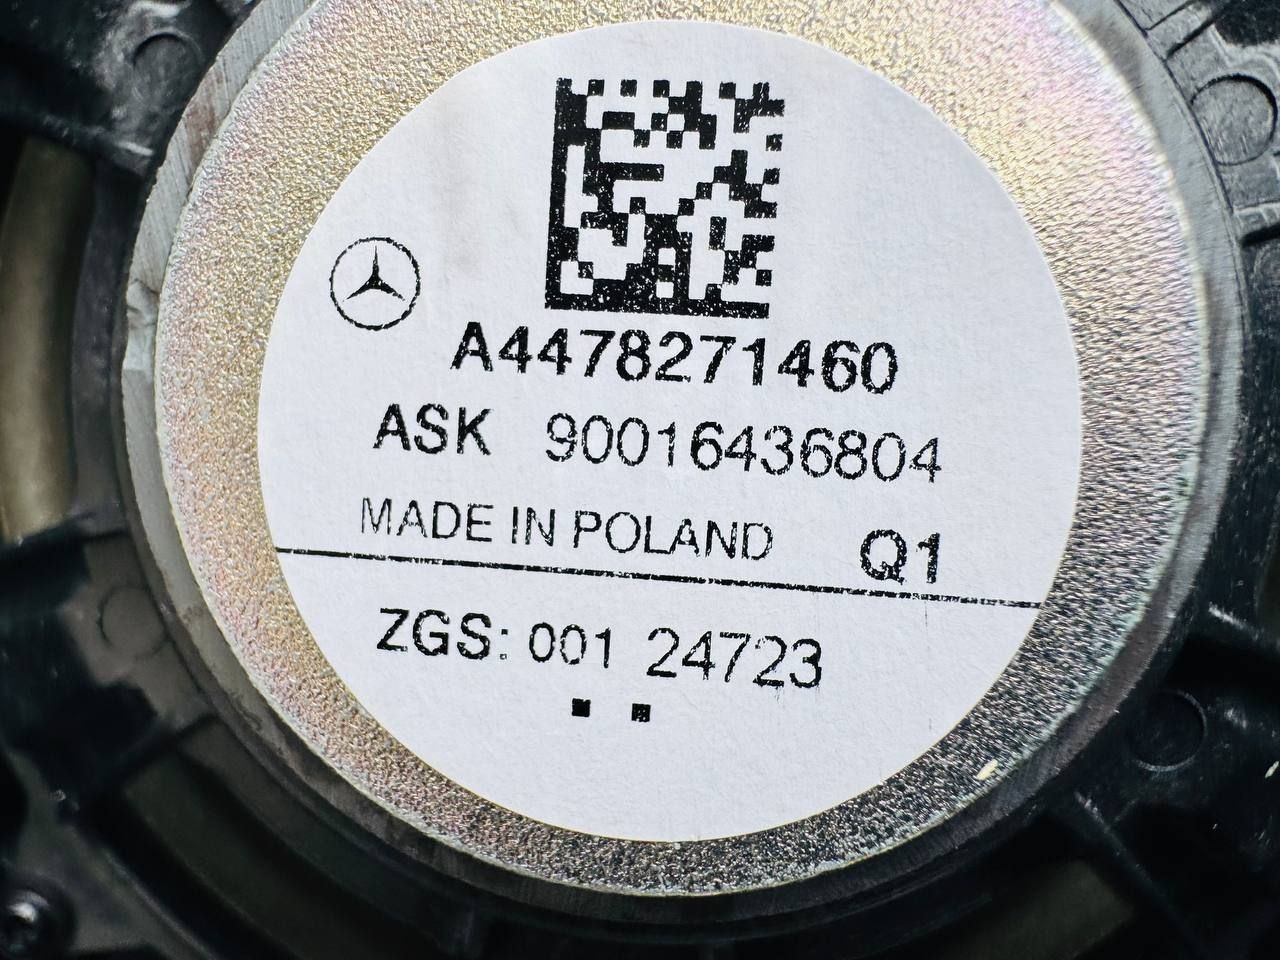 A4478271460
ASK 90016436804
MADE IN POLAND Q1
ZGS: 001 24723